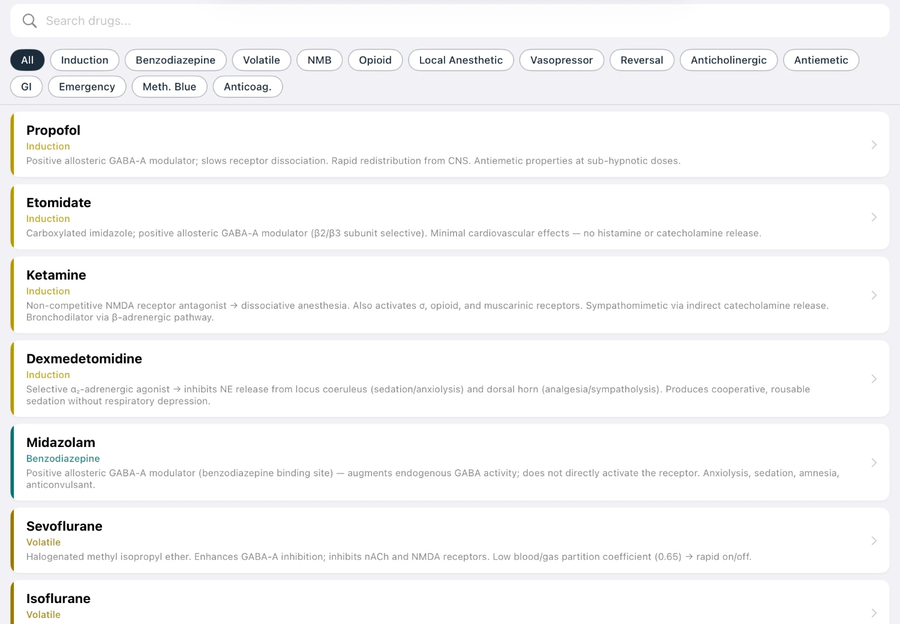 Search drugs...
All Induction Benzodiazepine Volatile NMB Opioid Local Anesthetic Vasopressor Reversal Anticholinergic Antiemetic
GI Emergency Meth. Blue Anticoag.
Propofol
Induction
Positive allosteric GABA-A modulator; slows receptor dissociation. Rapid redistribution from CNS. Antiemetic properties at sub-hypnotic doses.
Etomidate
Induction
Carboxylated imidazole; positive allosteric GABA-A modulator (β2/β3 subunit selective). Minimal cardiovascular effects — no histamine or catecholamine release.
Ketamine
Induction
Non-competitive NMDA receptor antagonist → dissociative anesthesia. Also activates σ, opioid, and muscarinic receptors. Sympathomimetic via indirect catecholamine release.
Bronchodilator via β-adrenergic pathway.
Dexmedetomidine
Induction
Selective α₂-adrenergic agonist → inhibits NE release from locus coeruleus (sedation/anxiolysis) and dorsal horn (analgesia/sympatholysis). Produces cooperative, rousable
sedation without respiratory depression.
Midazolam
Benzodiazepine
Positive allosteric GABA-A modulator (benzodiazepine binding site) — augments endogenous GABA activity; does not directly activate the receptor. Anxiolysis, sedation, amnesia,
anticonvulsant.
Sevoflurane
Volatile
Halogenated methyl isopropyl ether. Enhances GABA-A inhibition; inhibits nACh and NMDA receptors. Low blood/gas partition coefficient (0.65) → rapid on/off.
Isoflurane
Volatile